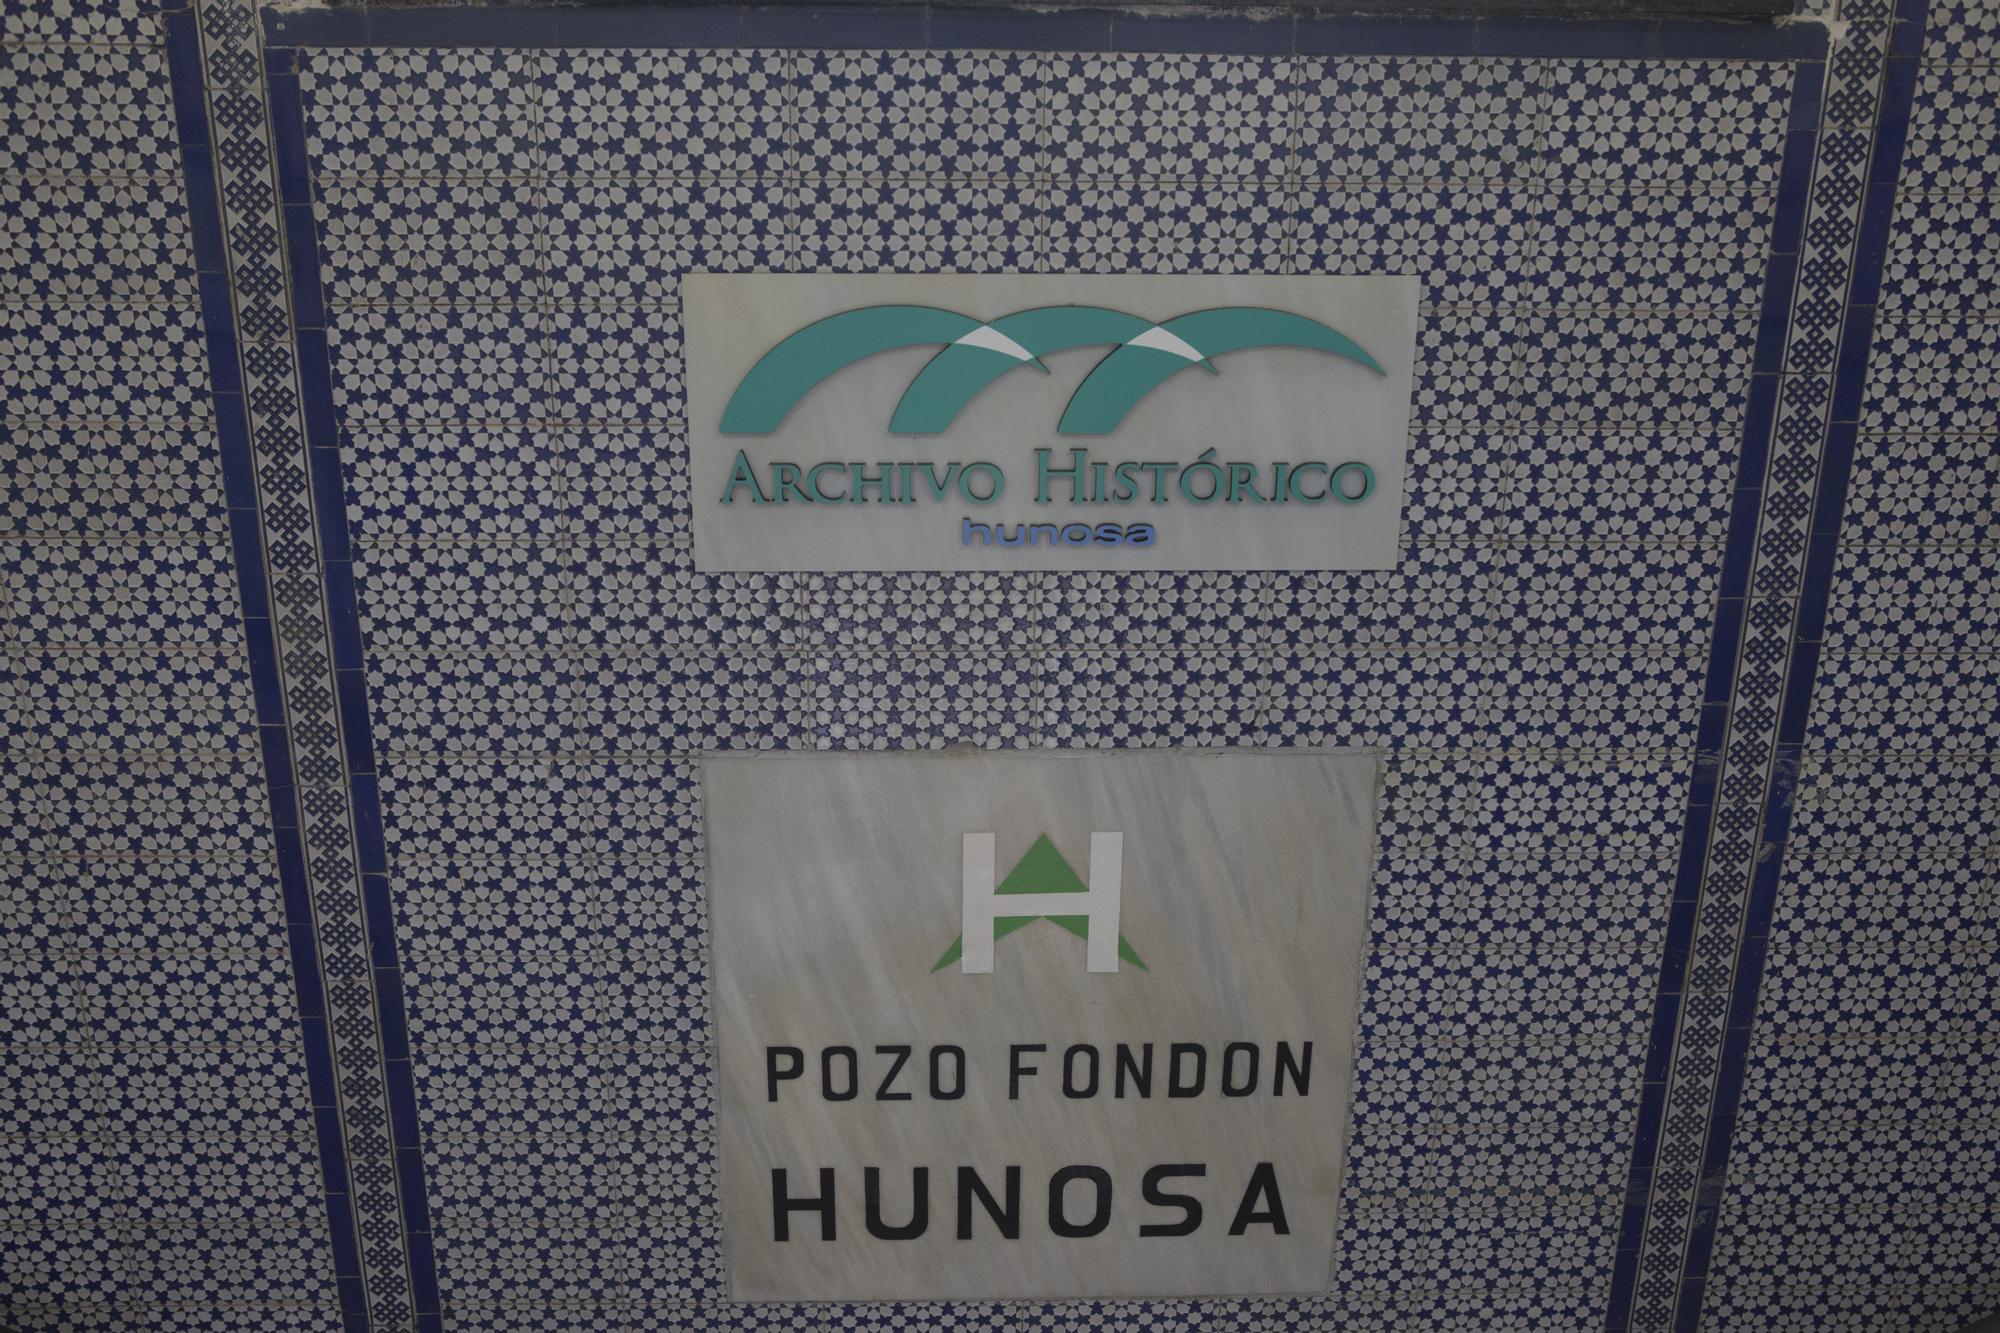 ARCHIVO HISTÓRICO
hunosa
H
POZO FONDON
HUNOSA